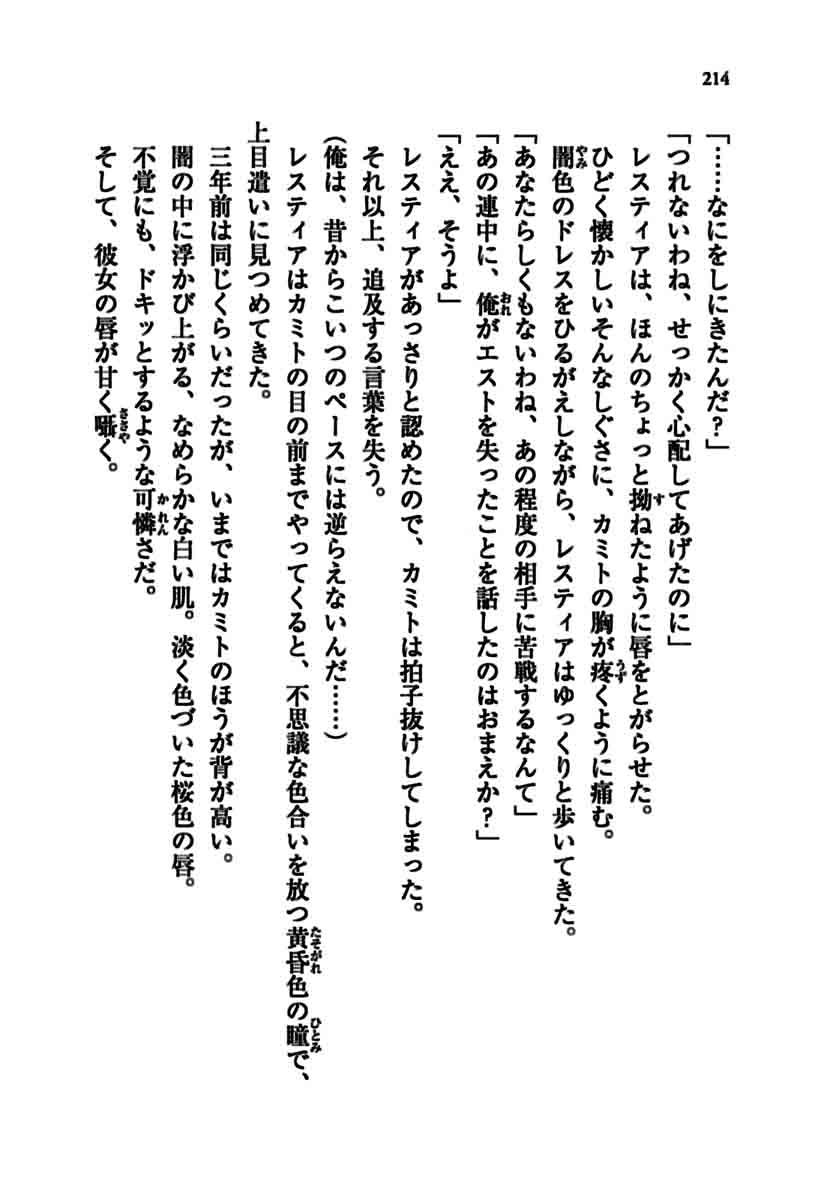 214
「……なにをしにきたんだ？」
「つれないわね、せっかく心配してあげたのに」
レスティアは、ほんのちょっと拗ねたように唇をとがらせた。
ひどく懐かしいそんなしぐさに、カミトの胸が疼くように痛む。
闇色のドレスをひるがえしながら、レスティアはゆっくりと歩いてきた。
「あなたらしくもないわね、あの程度の相手に苦戦するなんて」
「あの連中に、俺がエストを失ったことを話したのはおまえか？」
「ええ、そうよ」
レスティアがあっさりと認めたので、カミトは拍子抜けしてしまった。
それ以上、追及する言葉を失う。
（俺は、昔からこいつのペースには逆らえないんだ……）
レスティアはカミトの目の前までやってくると、不思議な色合いを放つ黄昏色の瞳で、
上目遣いに見つめてきた。
三年前は同じくらいだったが、いまではカミトのほうが背が高い。
闇の中に浮かび上がる、なめらかな白い肌。淡く色づいた桜色の唇。
不覚にも、ドキッとするような可憐さだ。
そして、彼女の唇が甘く囁く。